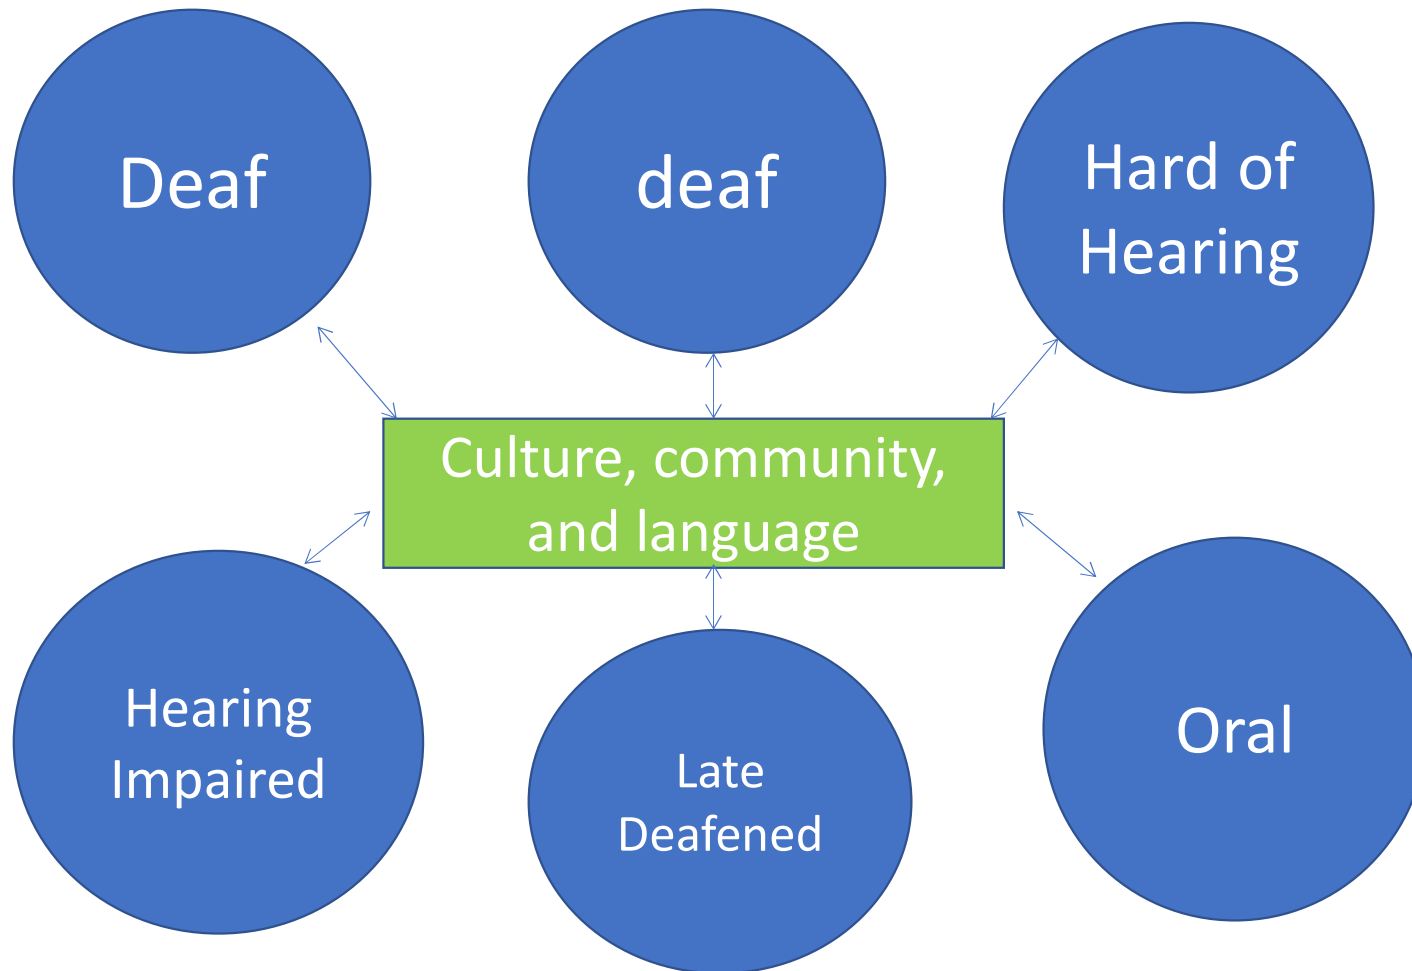 Deaf
deaf
Hard of
Hearing
Culture, community,
and language
Hearing
Impaired
Late
Deafened
Oral